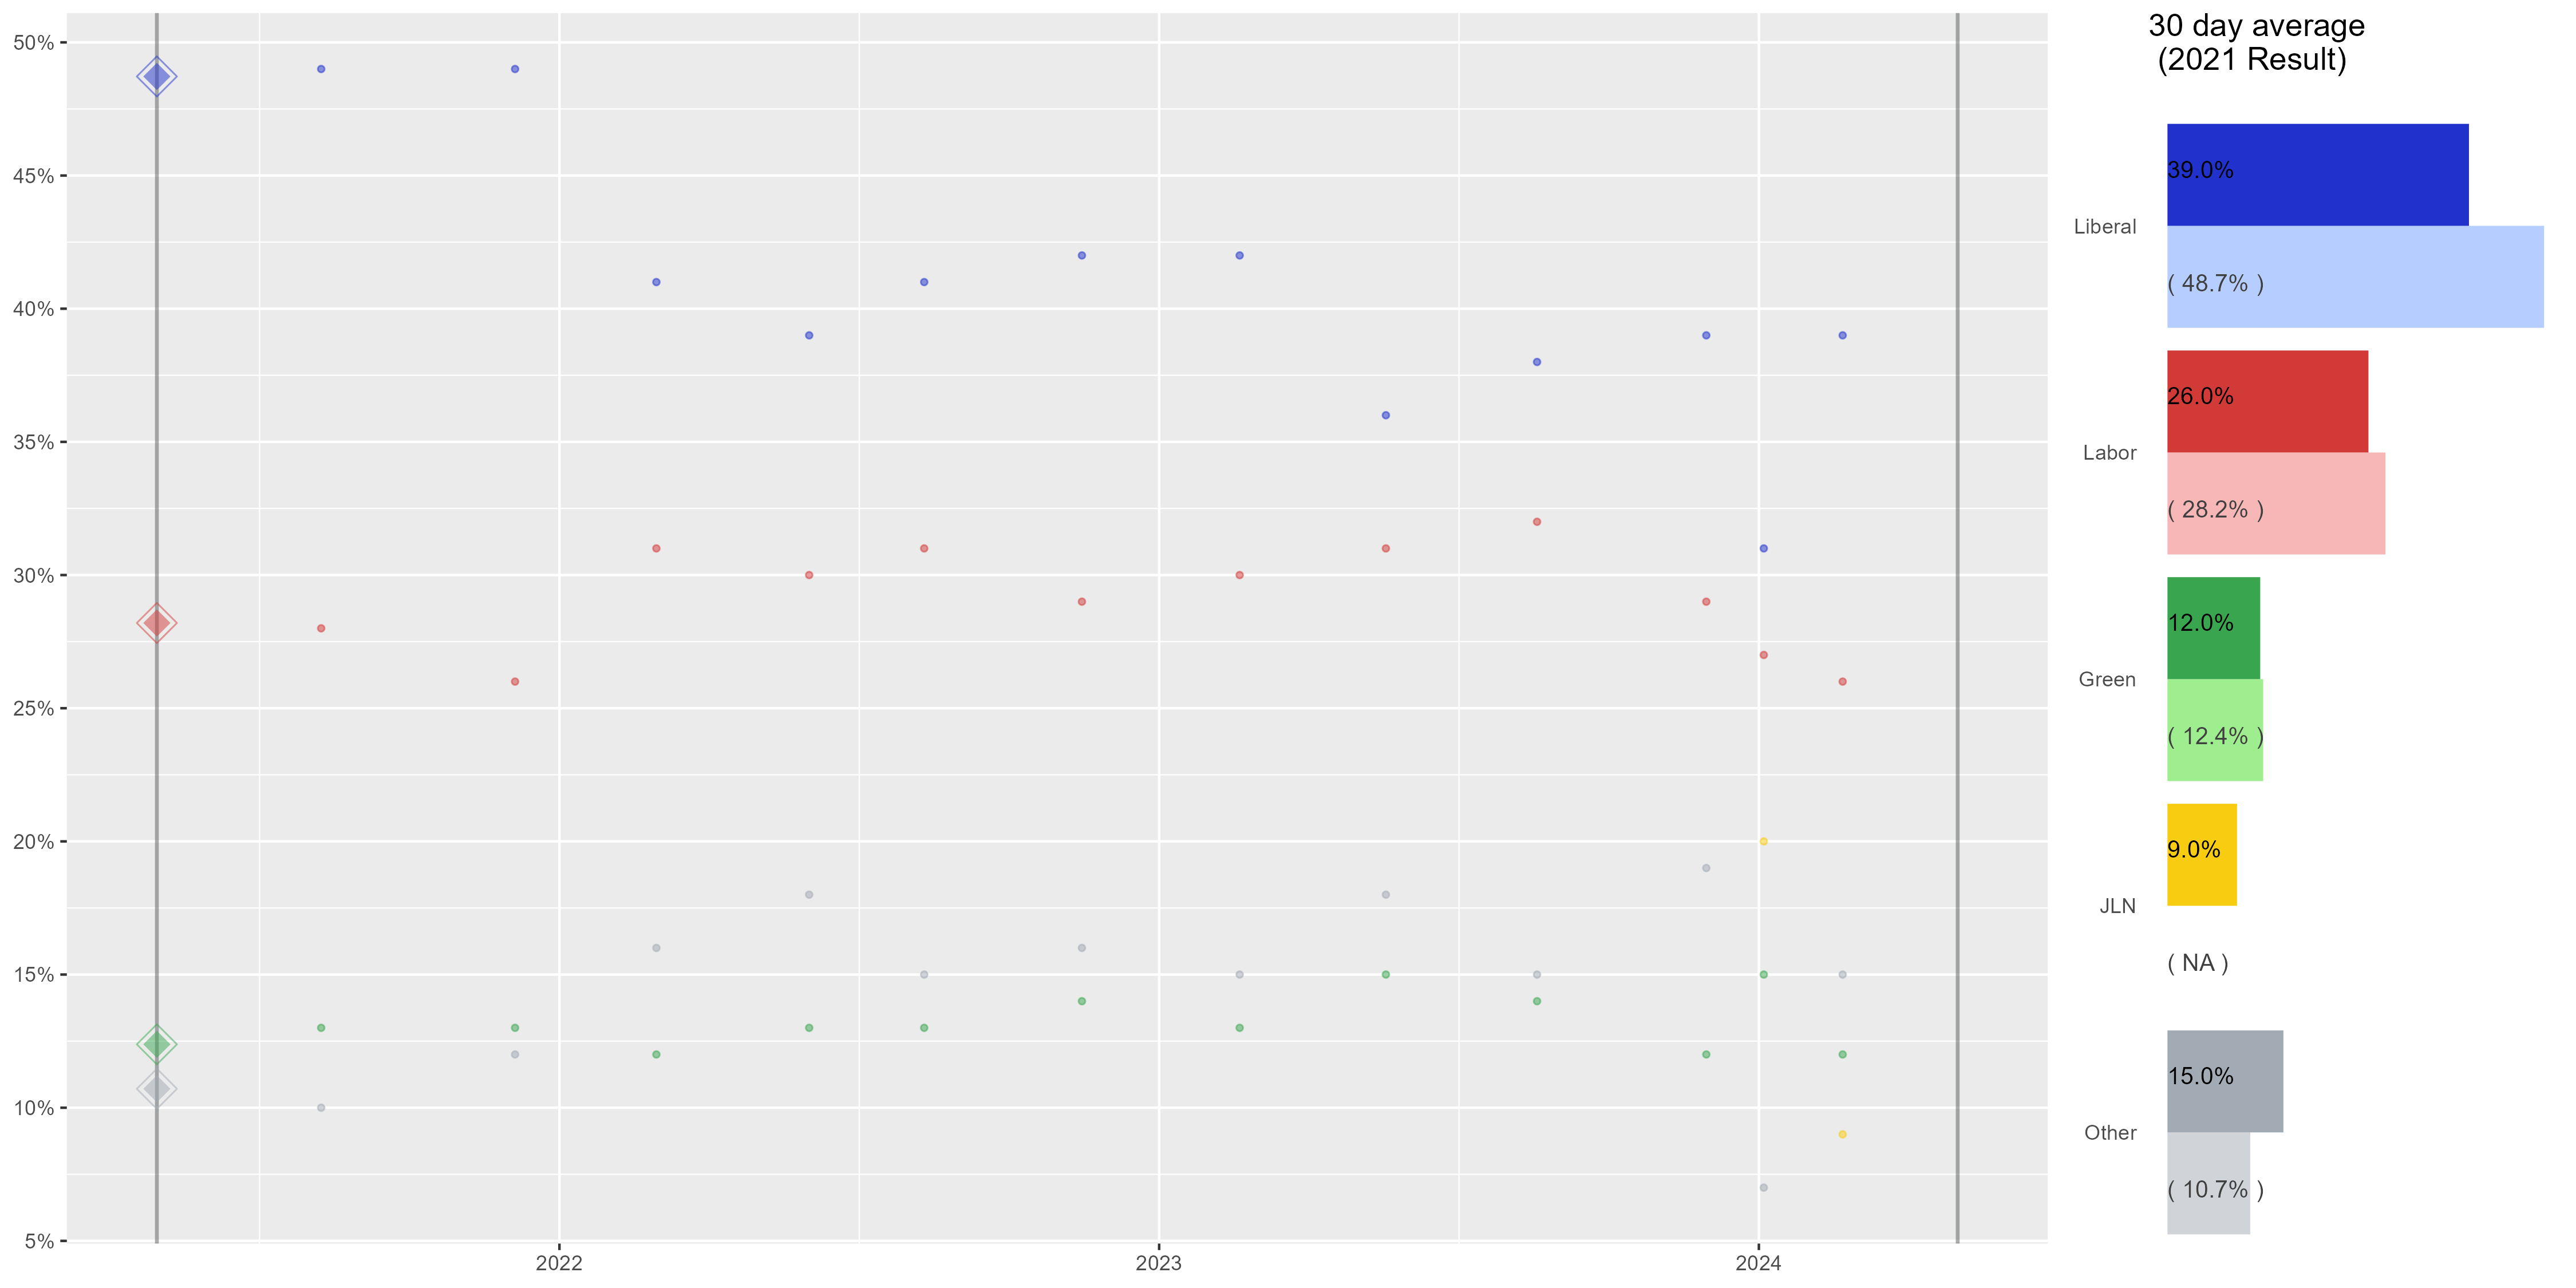 50%
45%
40%
35%
30%
25%
20%
15%
10%
5%
2022
2023
2024
30 day average
(2021 Result)
Liberal
39.0%
( 48.7% )
Labor
26.0%
( 28.2% )
Green
12.0%
( 12.4% )
JLN
9.0%
( NA )
Other
15.0%
( 10.7% )